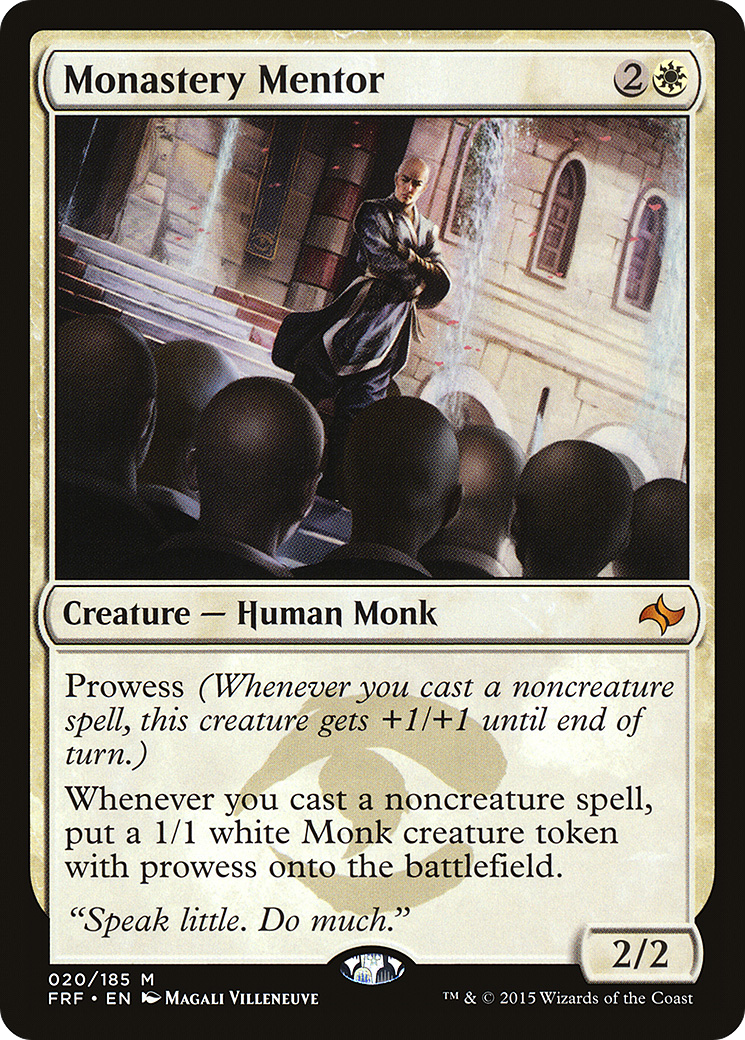 Monastery Mentor 2
Creature — Human Monk
Prowess (Whenever you cast a noncreature
spell, this creature gets +1/+1 until end of
turn.)
Whenever you cast a noncreature spell,
put a 1/1 white Monk creature token
with prowess onto the battlefield.
“Speak little. Do much.”
2/2
020/185 M
FRF • EN Magali Villeneuve
™ & © 2015 Wizards of the Coast